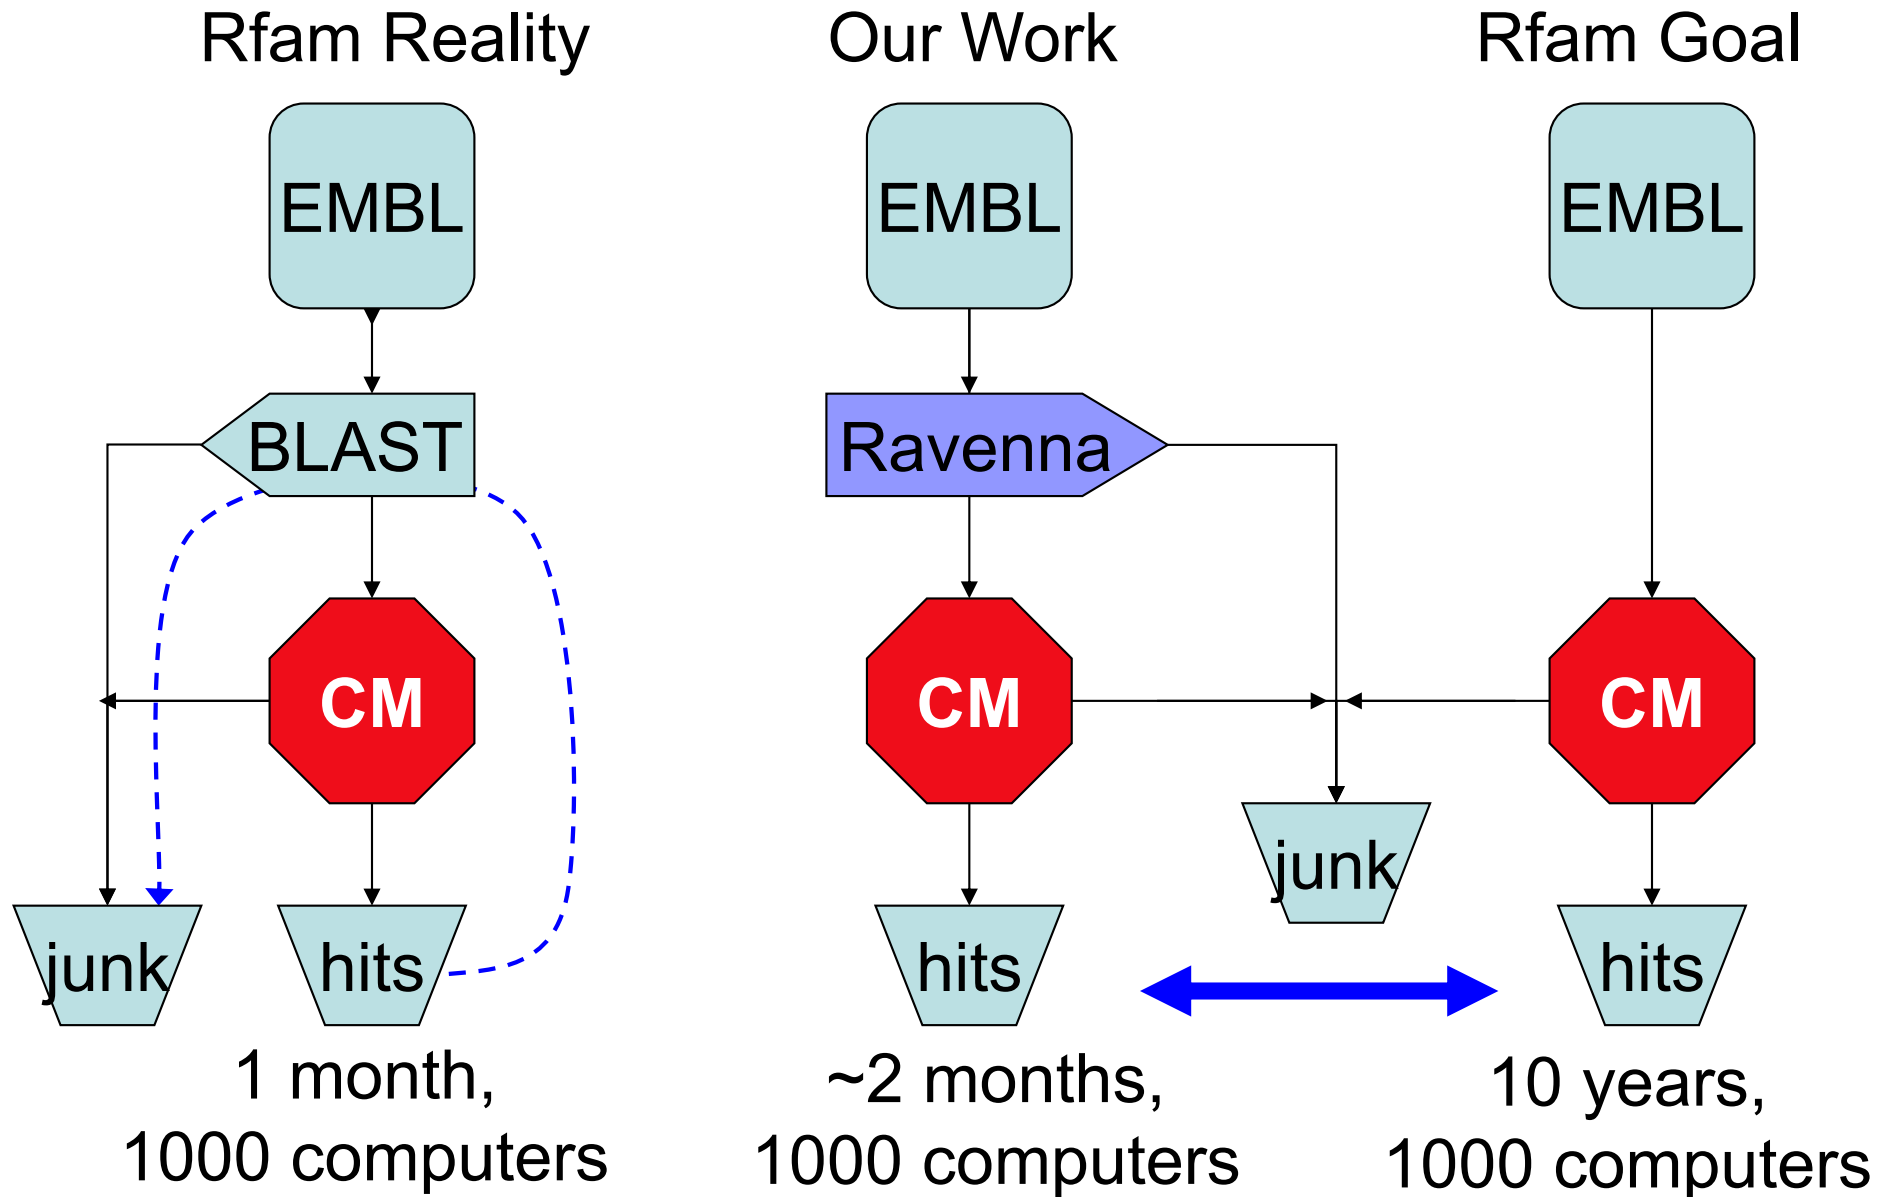 Rfam Reality
Our Work
Rfam Goal
EMBL
EMBL
EMBL
BLAST
Ravenna
CM
CM
CM
junk
junk
hits
hits
hits
1 month,
1000 computers
~2 months,
1000 computers
10 years,
1000 computers